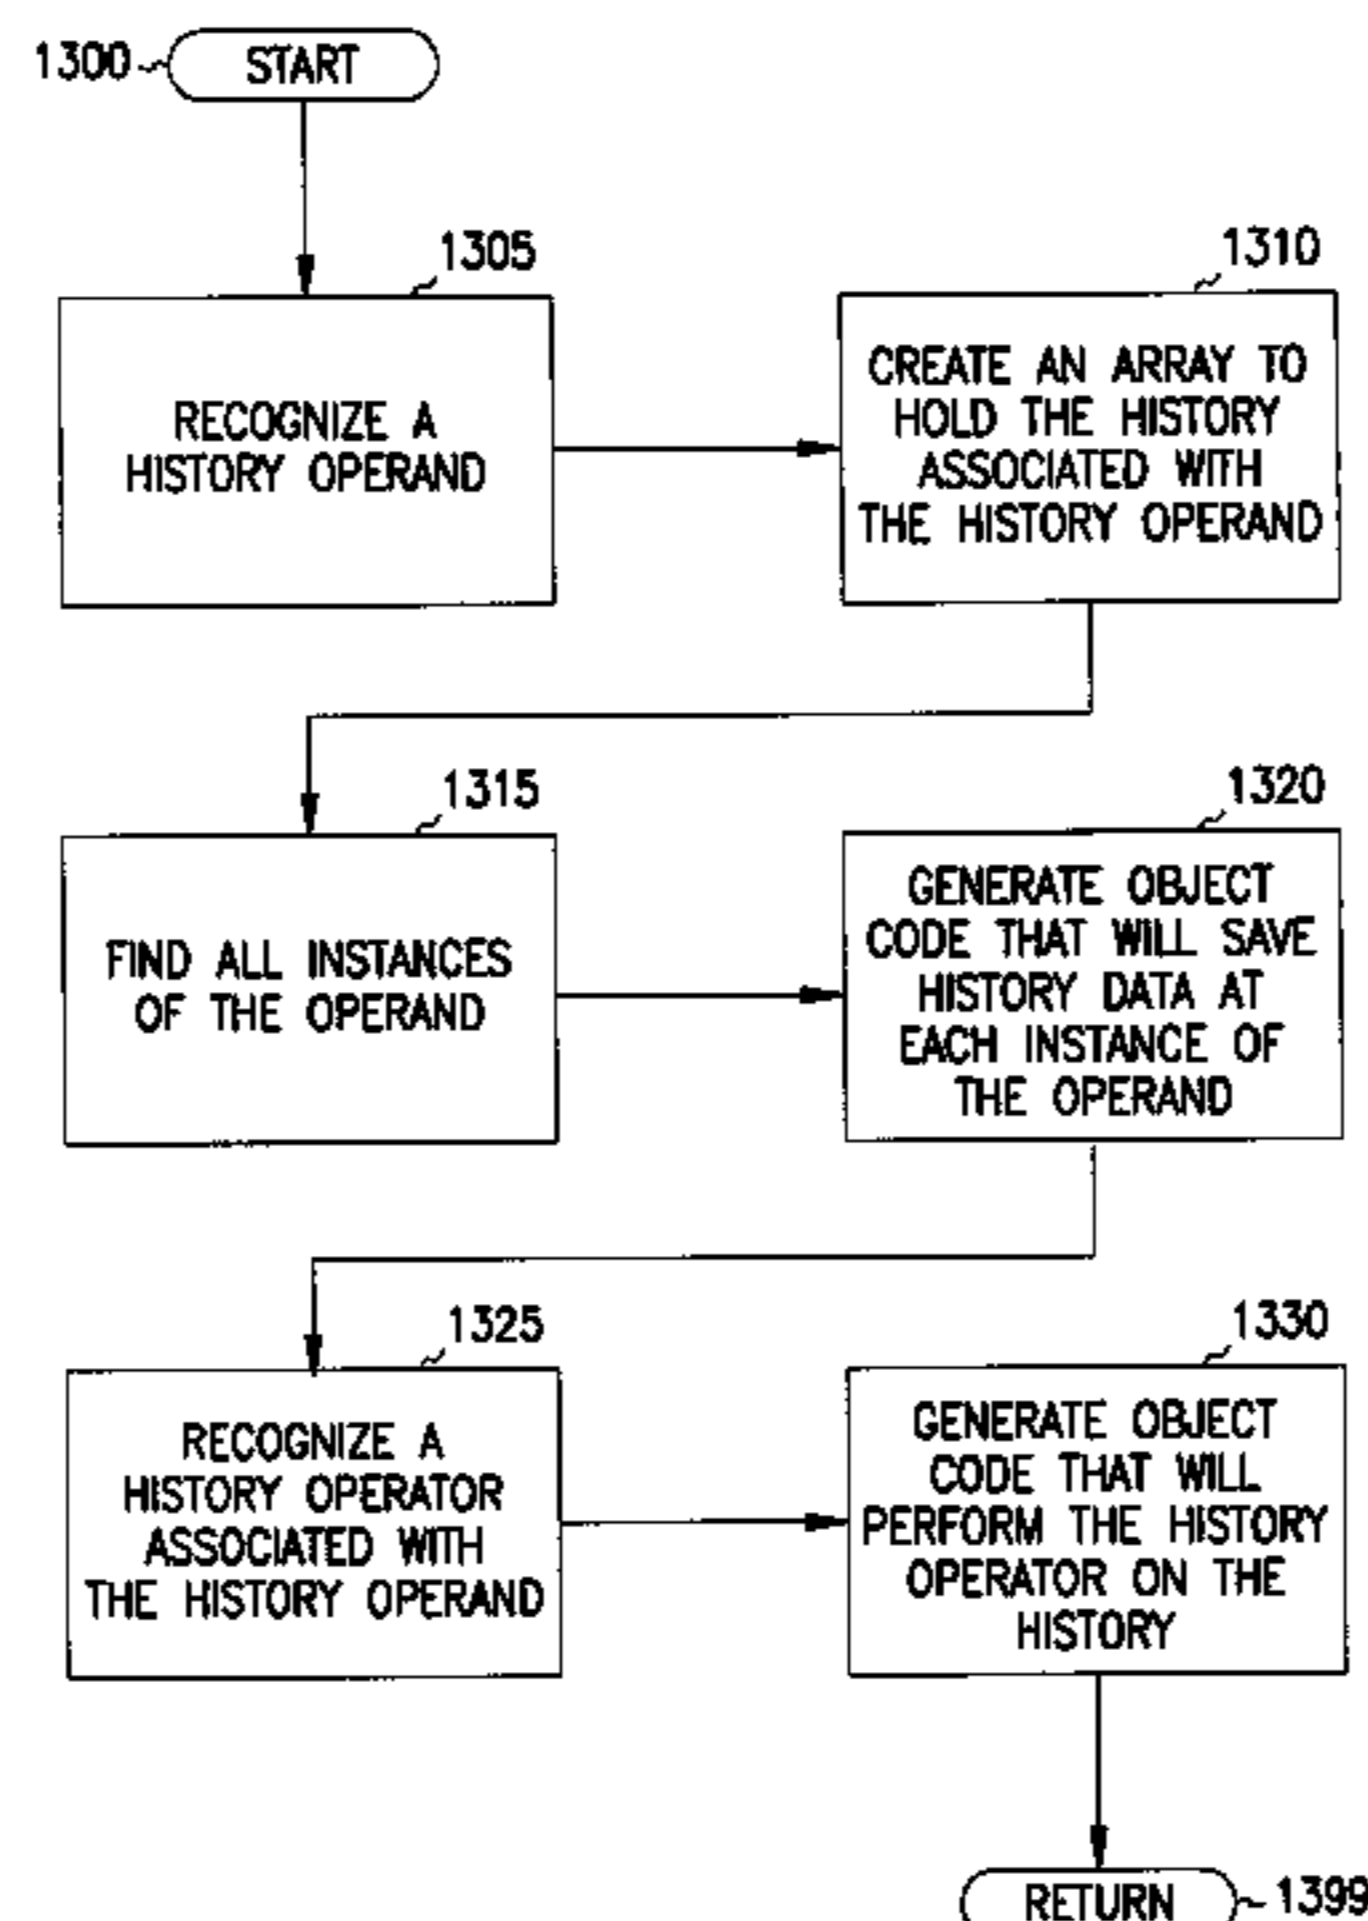 1300
START
1305
RECOGNIZE A
HISTORY OPERAND
1310
CREATE AN ARRAY TO
HOLD THE HISTORY
ASSOCIATED WITH
THE HISTORY OPERAND
1315
FIND ALL INSTANCES
OF THE OPERAND
1320
GENERATE OBJECT
CODE THAT WILL SAVE
HISTORY DATA AT
EACH INSTANCE OF
THE OPERAND
1325
RECOGNIZE A
HISTORY OPERATOR
ASSOCIATED WITH
THE HISTORY OPERAND
1330
GENERATE OBJECT
CODE THAT WILL
PERFORM THE HISTORY
OPERATOR ON THE
HISTORY
RETURN
1399